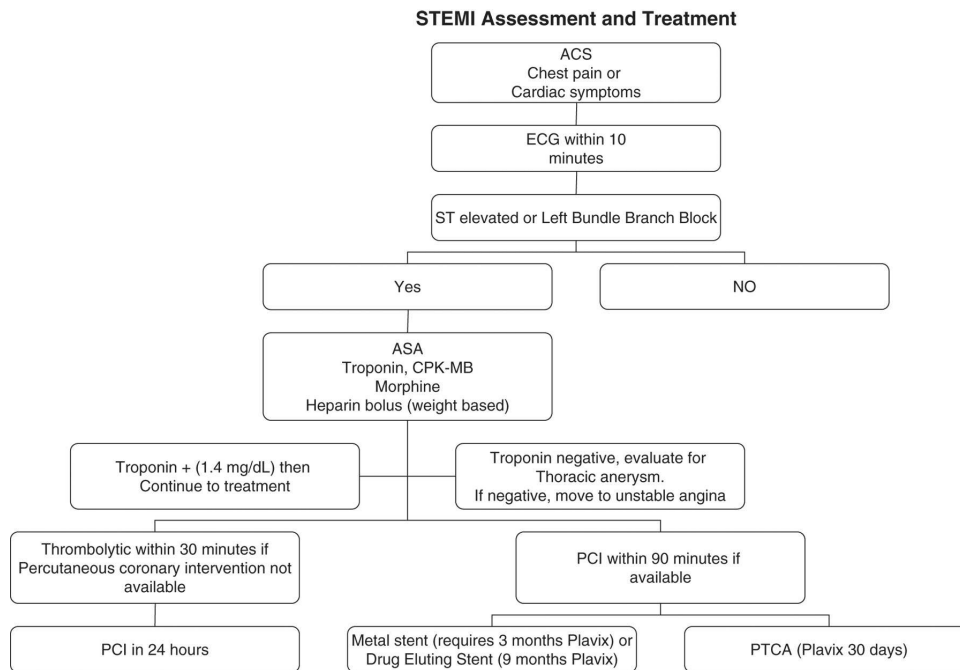 STEMI Assessment and Treatment
ACS
Chest pain or
Cardiac symptoms
ECG within 10
minutes
ST elevated or Left Bundle Branch Block
Yes
NO
ASA
Troponin, CPK-MB
Morphine
Heparin bolus (weight based)
Troponin + (1.4 mg/dL) then
Continue to treatment
Troponin negative, evaluate for
Thoracic anerysm.
If negative, move to unstable angina
Thrombolytic within 30 minutes if
Percutaneous coronary intervention not
available
PCI within 90 minutes if
available
PCI in 24 hours
Metal stent (requires 3 months Plavix) or
Drug Eluting Stent (9 months Plavix)
PTCA (Plavix 30 days)